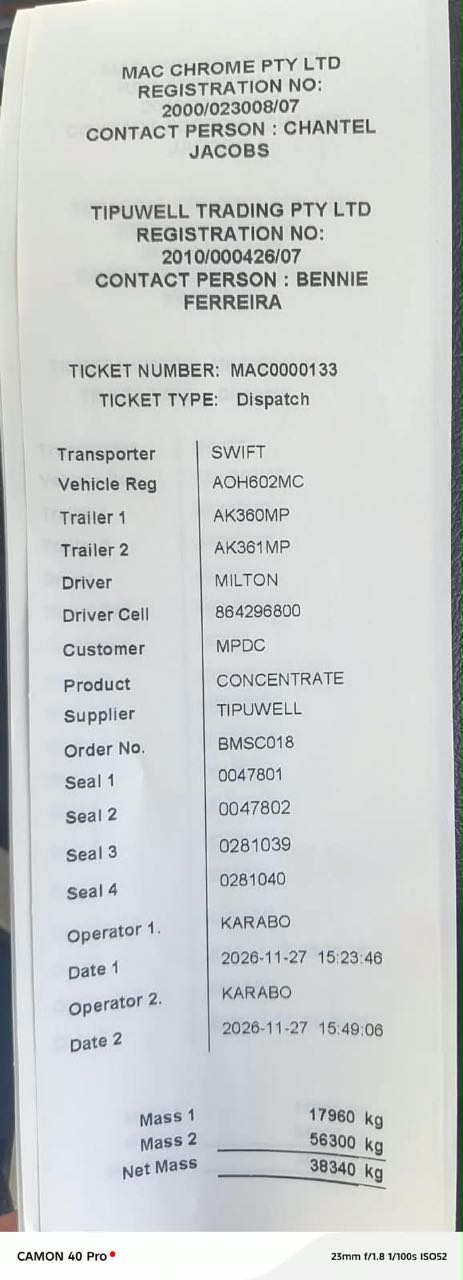 MAC CHROME PTY LTD
REGISTRATION NO:
2000/023008/07
CONTACT PERSON : CHANTEL
JACOBS
TIPUWELL TRADING PTY LTD
REGISTRATION NO:
2010/000426/07
CONTACT PERSON : BENNIE
FERREIRA
TICKET NUMBER: MAC0000133
TICKET TYPE: Dispatch
Transporter SWIFT
Vehicle Reg AOH602MC
Trailer 1 AK360MP
Trailer 2 AK361MP
Driver MILTON
Driver Cell 864296800
Customer MPDC
Product CONCENTRATE
Supplier TIPUWELL
Order No. BMSC018
Seal 1 0047801
Seal 2 0047802
Seal 3 0281039
Seal 4 0281040
Operator 1. KARABO
Date 1 2026-11-27 15:23:46
Operator 2. KARABO
Date 2 2026-11-27 15:49:06
Mass 1 17960 kg
Mass 2 56300 kg
Net Mass 38340 kg
CAMON 40 Pro 23mm f/1.8 1/100s ISO52